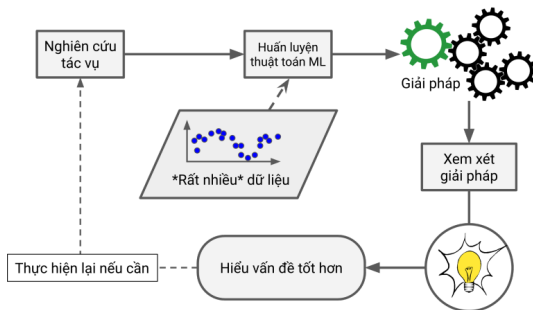 Nghiên cứu
tác vụ
Huấn luyện
thuật toán ML
Giải pháp
*Rất nhiều* dữ liệu
Xem xét
giải pháp
Thực hiện lại nếu cần
Hiểu vấn đề tốt hơn